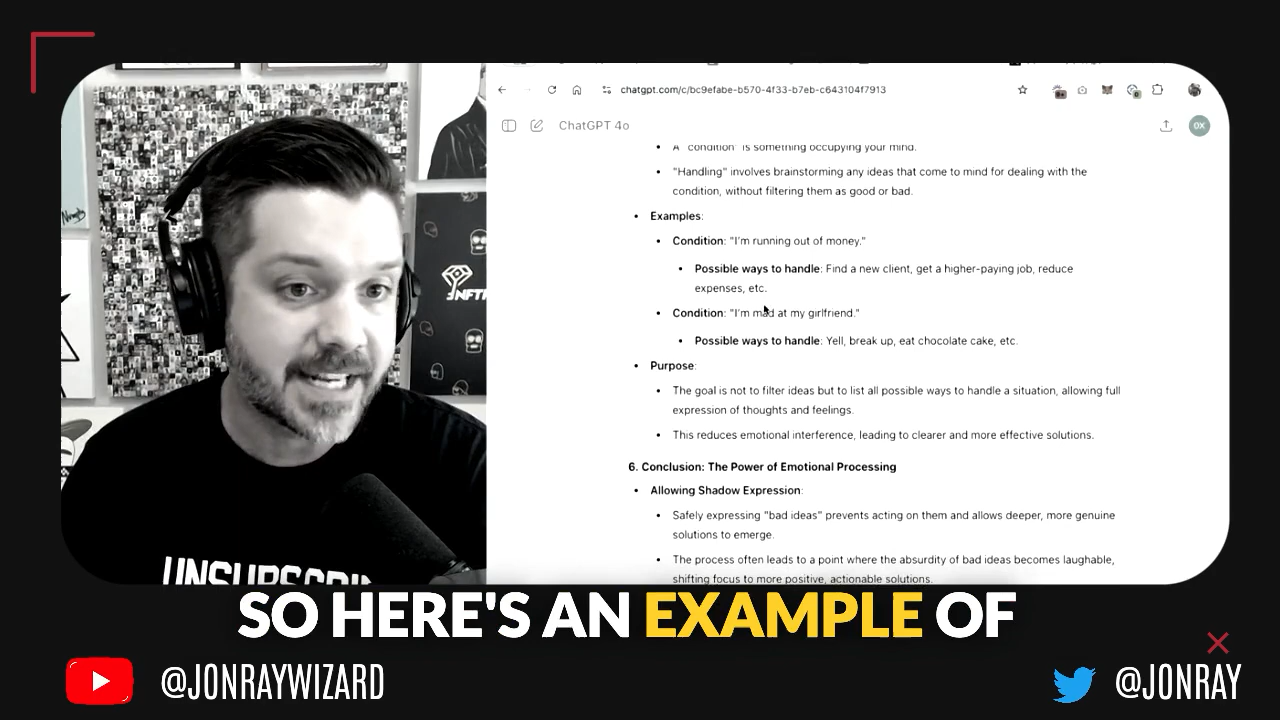 chatgpt.com/c/bc9efabe-b570-4f33-b7eb-c643104f7913
ChatGPT 4o
OX
A "condition" is something occupying your mind.
"Handling" involves brainstorming any ideas that come to mind for dealing with the
condition, without filtering them as good or bad.
Examples:
Condition: "I'm running out of money."
Possible ways to handle: Find a new client, get a higher-paying job, reduce
expenses, etc.
Condition: "I'm mad at my girlfriend."
Possible ways to handle: Yell, break up, eat chocolate cake, etc.
Purpose:
The goal is not to filter ideas but to list all possible ways to handle a situation, allowing full
expression of thoughts and feelings.
This reduces emotional interference, leading to clearer and more effective solutions.
6. Conclusion: The Power of Emotional Processing
Allowing Shadow Expression:
Safely expressing "bad ideas" prevents acting on them and allows deeper, more genuine
solutions to emerge.
The process often leads to a point where the absurdity of bad ideas becomes laughable,
shifting focus to more positive, actionable solutions.
SO HERE'S AN EXAMPLE OF
@JONRAYWIZARD
@JONRAY